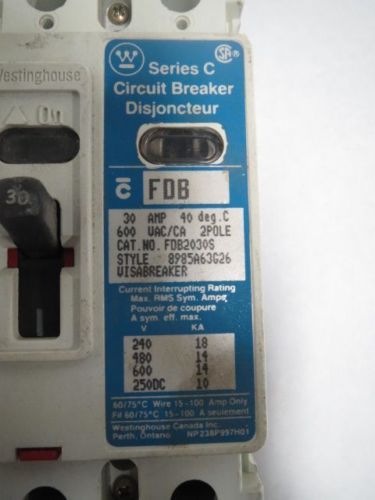 Westinghouse
On
30
SA ®
Series C
Circuit Breaker
Disjoncteur
C FDB
30 AMP 40 deg.C
600 VAC/CA 2POLE
CAT.NO.FDB2030S
STYLE 8985A63G26
VISABREAKER
Current Interrupting Rating
Max. RMS Sym. Amps
Pouvoir de coupure
A sym eff. max.
V KA
240 18
480 14
600 14
250DC 10
60/75°C Wire 15-100 Amp Only
Fil 60/75°C 15-100 A seulement
Westinghouse Canada Inc.
Perth, Ontario NP238P997H01